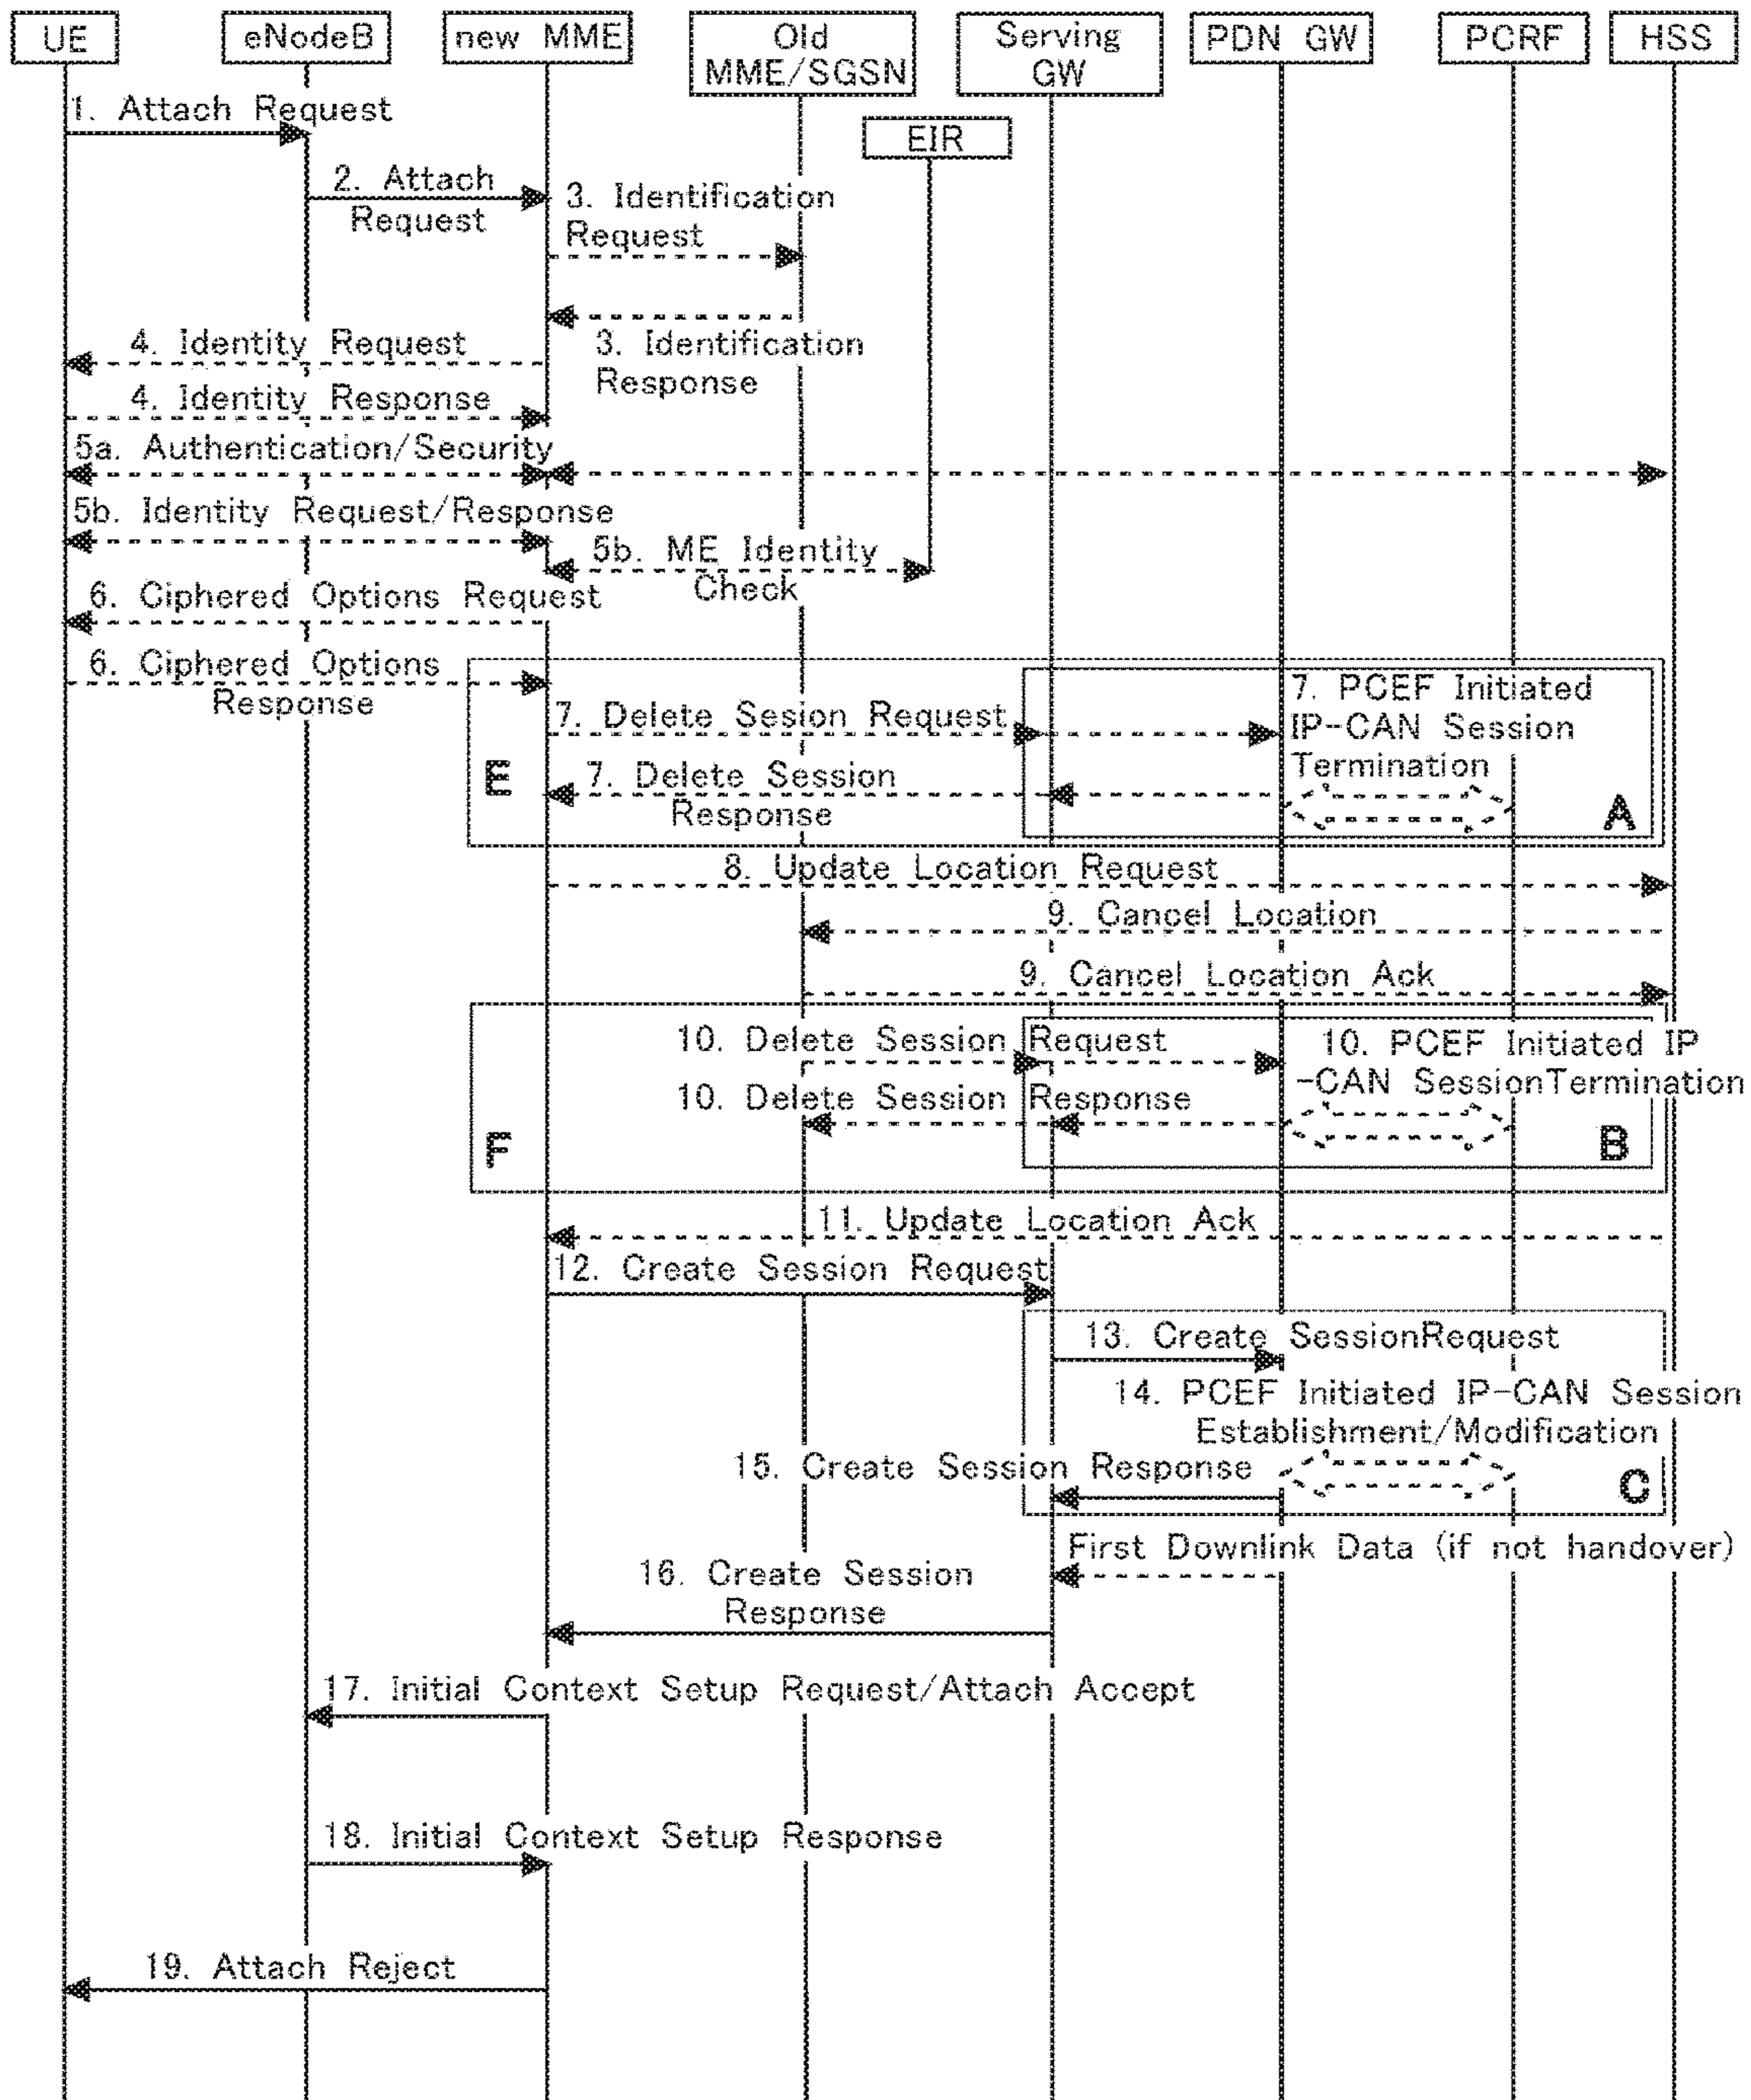 UE
eNodeB
new MME
Old
MME/SGSN
Serving
GW
PDN GW
PCRF
HSS
EIR
1. Attach Request
2. Attach
Request
3. Identification
Request
3. Identification
Response
4. Identity Request
4. Identity Response
5a. Authentication/Security
5b. Identity Request/Response
5b. ME Identity
Check
6. Ciphered Options Request
6. Ciphered Options
Response
7. Delete Sesion Request
7. PCEF Initiated
IP-CAN Session
Termination
E
7. Delete Session
Response
A
8. Update Location Request
9. Cancel Location
9. Cancel Location Ack
10. Delete Session Request
10. PCEF Initiated IP
-CAN SessionTermination
10. Delete Session Response
F
B
11. Update Location Ack
12. Create Session Request
13. Create SessionRequest
14. PCEF Initiated IP-CAN Session
Establishment/Modification
15. Create Session Response
C
First Downlink Data (if not handover)
16. Create Session
Response
17. Initial Context Setup Request/Attach Accept
18. Initial Context Setup Response
19. Attach Reject